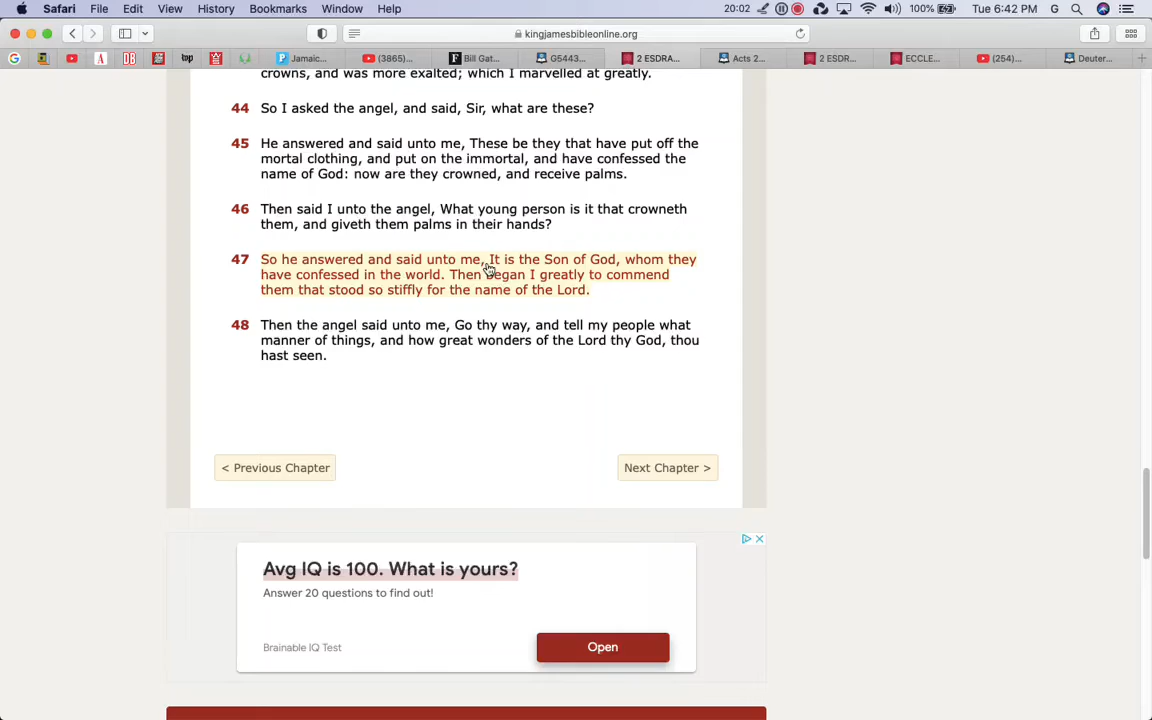 Safari File Edit View History Bookmarks Window Help 20:02 100% Tue 6:42 PM G
kingjamesbibleonline.org
Jamaic... (3865)... Bill Gat... G5443... 2 ESDRA... Acts 2... 2 ESDR... ECCLE... (254)... Deuter...
crowns, and was more exalted; which I marvelled at greatly.
44 So I asked the angel, and said, Sir, what are these?
45 He answered and said unto me, These be they that have put off the
mortal clothing, and put on the immortal, and have confessed the
name of God: now are they crowned, and receive palms.
46 Then said I unto the angel, What young person is it that crowneth
them, and giveth them palms in their hands?
47 So he answered and said unto me, It is the Son of God, whom they
have confessed in the world. Then began I greatly to commend
them that stood so stiffly for the name of the Lord.
48 Then the angel said unto me, Go thy way, and tell my people what
manner of things, and how great wonders of the Lord thy God, thou
hast seen.
< Previous Chapter Next Chapter >
Avg IQ is 100. What is yours?
Answer 20 questions to find out!
Brainable IQ Test Open